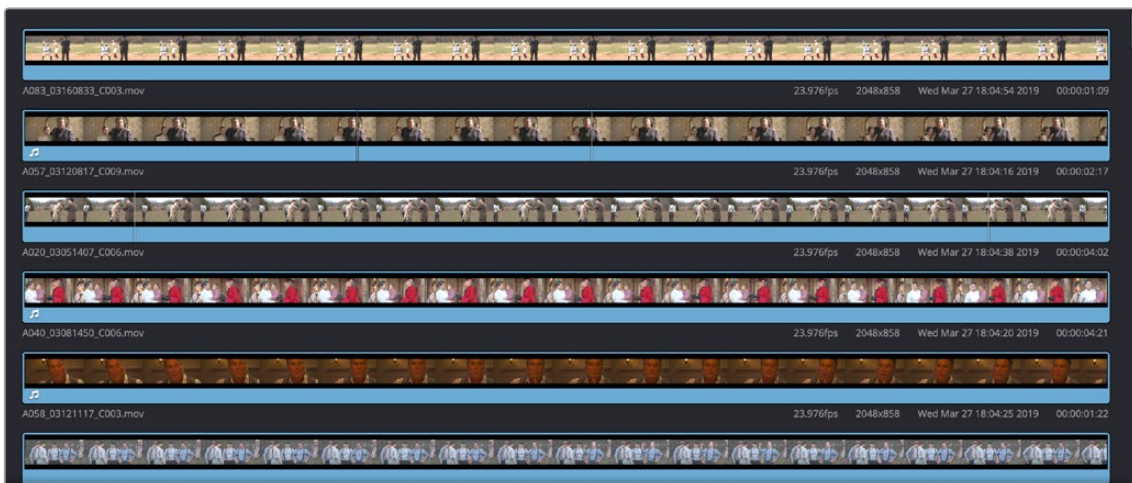 A083_03160833_C003.mov 23.976fps 2048x858 Wed Mar 27 18:04:54 2019 00:00:01:09
A057_03120817_C009.mov 23.976fps 2048x858 Wed Mar 27 18:04:16 2019 00:00:02:17
A020_03051407_C006.mov 23.976fps 2048x858 Wed Mar 27 18:04:38 2019 00:00:04:02
A040_03081450_C006.mov 23.976fps 2048x858 Wed Mar 27 18:04:20 2019 00:00:04:21
A058_03121117_C003.mov 23.976fps 2048x858 Wed Mar 27 18:04:25 2019 00:00:01:22